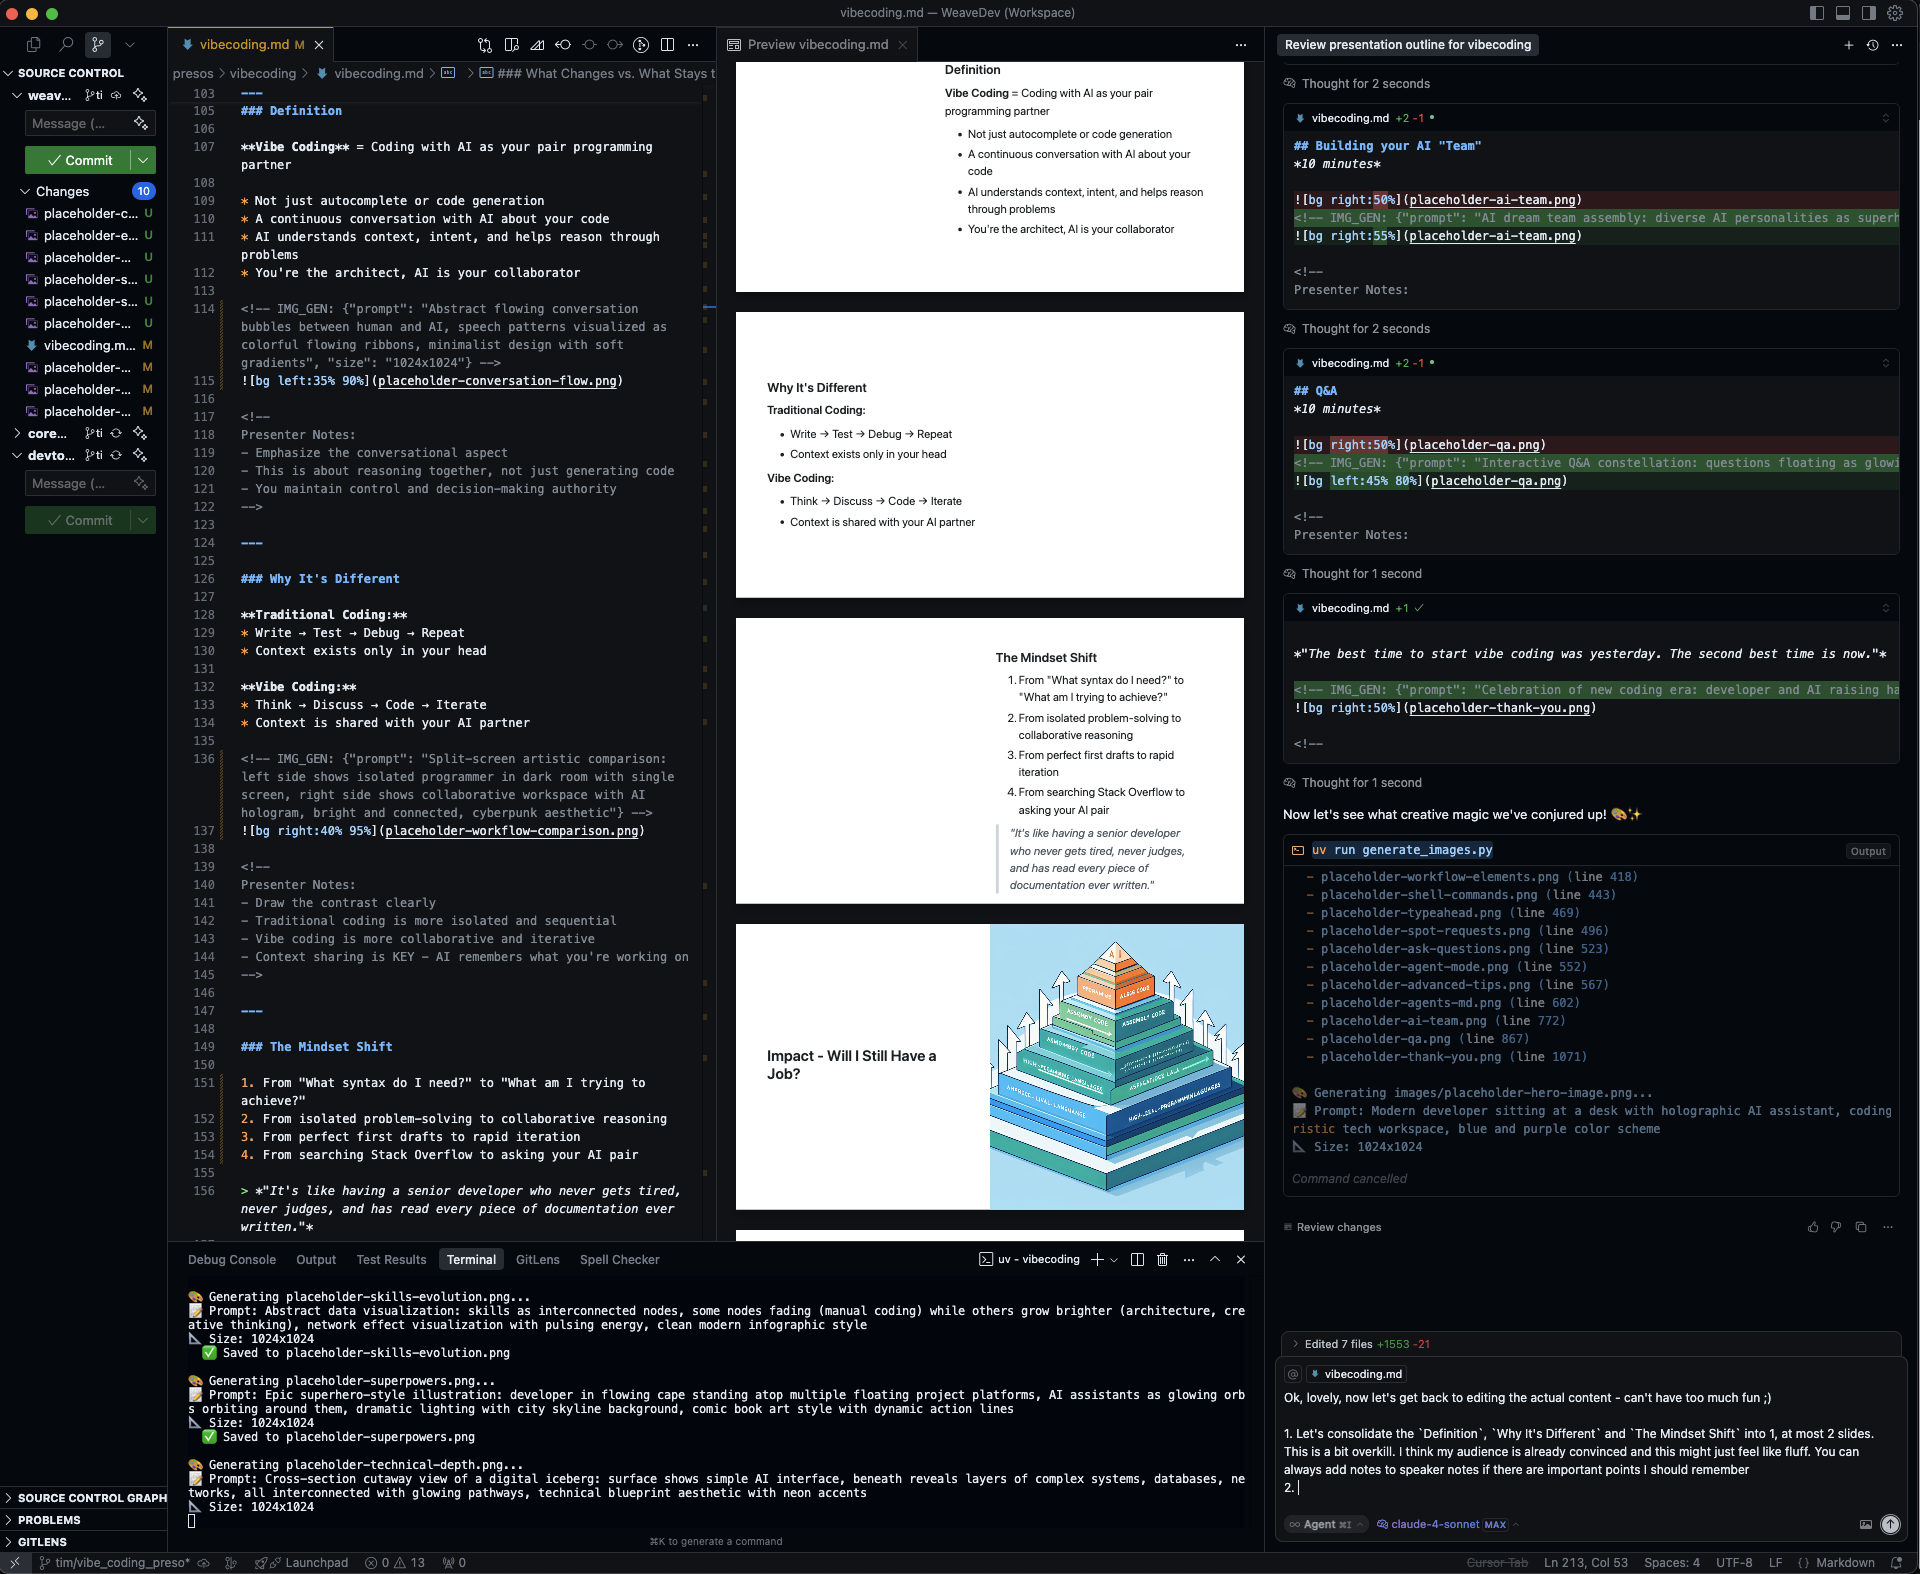 vibecoding.md — WeaveDev (Workspace)
SOURCE CONTROL
weav...
ti
Message (...
Commit
Changes
10
placeholder-c... U
placeholder-e... U
placeholder-... U
placeholder-s... U
placeholder-s... U
placeholder-... U
vibecoding.m... M
placeholder-... M
placeholder-... M
placeholder-... M
core...
ti
devto...
ti
Message (...
Commit
SOURCE CONTROL GRAPH
PROBLEMS
GITLENS
vibecoding.md M
presos > vibecoding > vibecoding.md > > ### What Changes vs. What Stays t
103 ---
105 ### Definition
106
107 **Vibe Coding** = Coding with AI as your pair programming
partner
108
109 * Not just autocomplete or code generation
110 * A continuous conversation with AI about your code
111 * AI understands context, intent, and helps reason through
problems
112 * You're the architect, AI is your collaborator
113
114 <!-- IMG_GEN: {"prompt": "Abstract flowing conversation
bubbles between human and AI, speech patterns visualized as
colorful flowing ribbons, minimalist design with soft
gradients", "size": "1024x1024"} -->
115 ![bg left:35% 90%](placeholder-conversation-flow.png)
116
117 <!--
118 Presenter Notes:
119 - Emphasize the conversational aspect
120 - This is about reasoning together, not just generating code
121 - You maintain control and decision-making authority
122 -->
123
124 ---
125
126 ### Why It's Different
127
128 **Traditional Coding:**
129 * Write → Test → Debug → Repeat
130 * Context exists only in your head
131
132 **Vibe Coding:**
133 * Think → Discuss → Code → Iterate
134 * Context is shared with your AI partner
135
136 <!-- IMG_GEN: {"prompt": "Split-screen artistic comparison:
left side shows isolated programmer in dark room with single
screen, right side shows collaborative workspace with AI
hologram, bright and connected, cyberpunk aesthetic"} -->
137 ![bg right:40% 95%](placeholder-workflow-comparison.png)
138
139 <!--
140 Presenter Notes:
141 - Draw the contrast clearly
142 - Traditional coding is more isolated and sequential
143 - Vibe coding is more collaborative and iterative
144 - Context sharing is KEY - AI remembers what you're working on
145 -->
146
147 ---
148
149 ### The Mindset Shift
150
151 1. From "What syntax do I need?" to "What am I trying to
achieve?"
152 2. From isolated problem-solving to collaborative reasoning
153 3. From perfect first drafts to rapid iteration
154 4. From searching Stack Overflow to asking your AI pair
155
156 > *"It's like having a senior developer who never gets tired,
never judges, and has read every piece of documentation ever
written."*
Preview vibecoding.md
Definition
Vibe Coding = Coding with AI as your pair
programming partner
• Not just autocomplete or code generation
• A continuous conversation with AI about your
code
• AI understands context, intent, and helps reason
through problems
• You're the architect, AI is your collaborator
Why It's Different
Traditional Coding:
• Write → Test → Debug → Repeat
• Context exists only in your head
Vibe Coding:
• Think → Discuss → Code → Iterate
• Context is shared with your AI partner
The Mindset Shift
1. From "What syntax do I need?" to
"What am I trying to achieve?"
2. From isolated problem-solving to
collaborative reasoning
3. From perfect first drafts to rapid
iteration
4. From searching Stack Overflow to
asking your AI pair
"It's like having a senior developer
who never gets tired, never judges,
and has read every piece of
documentation ever written."
Impact - Will I Still Have a
Job?
ASSEMBLY CODE
ASSEMBLY CODE
Debug Console Output Test Results Terminal GitLens Spell Checker
uv - vibecoding
Generating placeholder-skills-evolution.png...
Prompt: Abstract data visualization: skills as interconnected nodes, some nodes fading (manual coding) while others grow brighter (architecture, cre
ative thinking), network effect visualization with pulsing energy, clean modern infographic style
Size: 1024x1024
✅ Saved to placeholder-skills-evolution.png
Generating placeholder-superpowers.png...
Prompt: Epic superhero-style illustration: developer in flowing cape standing atop multiple floating project platforms, AI assistants as glowing orb
s orbiting around them, dramatic lighting with city skyline background, comic book art style with dynamic action lines
Size: 1024x1024
✅ Saved to placeholder-superpowers.png
Generating placeholder-technical-depth.png...
Prompt: Cross-section cutaway view of a digital iceberg: surface shows simple AI interface, beneath reveals layers of complex systems, databases, ne
tworks, all interconnected with glowing pathways, technical blueprint aesthetic with neon accents
Size: 1024x1024
⌘K to generate a command
Review presentation outline for vibecoding
Thought for 2 seconds
vibecoding.md +2 -1 •
## Building your AI "Team"
*10 minutes*
![bg right:50%](placeholder-ai-team.png)
<!-- IMG_GEN: {"prompt": "AI dream team assembly: diverse AI personalities as superh
![bg right:55%](placeholder-ai-team.png)
<!--
Presenter Notes:
Thought for 2 seconds
vibecoding.md +2 -1 •
## Q&A
*10 minutes*
![bg right:50%](placeholder-qa.png)
<!-- IMG_GEN: {"prompt": "Interactive Q&A constellation: questions floating as glowi
![bg left:45% 80%](placeholder-qa.png)
<!--
Presenter Notes:
Thought for 1 second
vibecoding.md +1 ✓
*"The best time to start vibe coding was yesterday. The second best time is now."*
<!-- IMG_GEN: {"prompt": "Celebration of new coding era: developer and AI raising ha
![bg right:50%](placeholder-thank-you.png)
<!--
Thought for 1 second
Now let's see what creative magic we've conjured up! 🎨✨
uv run generate_images.py
Output
- placeholder-workflow-elements.png (line 418)
- placeholder-shell-commands.png (line 443)
- placeholder-typeahead.png (line 469)
- placeholder-spot-requests.png (line 496)
- placeholder-ask-questions.png (line 523)
- placeholder-agent-mode.png (line 552)
- placeholder-advanced-tips.png (line 567)
- placeholder-agents-md.png (line 602)
- placeholder-ai-team.png (line 772)
- placeholder-qa.png (line 867)
- placeholder-thank-you.png (line 1071)
Generating images/placeholder-hero-image.png...
Prompt: Modern developer sitting at a desk with holographic AI assistant, coding
ristic tech workspace, blue and purple color scheme
Size: 1024x1024
Command cancelled
Review changes
Edited 7 files +1553 -21
@ vibecoding.md
Ok, lovely, now let's get back to editing the actual content - can't have too much fun ;)
1. Let's consolidate the `Definition`, `Why It's Different` and `The Mindset Shift` into 1, at most 2 slides.
This is a bit overkill. I think my audience is already convinced and this might just feel like fluff. You can
always add notes to speaker notes if there are important points I should remember
2.
Agent ⌘I
claude-4-sonnet MAX
tim/vibe_coding_preso*
Launchpad
0 13
0
Cursor Tab
Ln 213, Col 53
Spaces: 4
UTF-8
LF
{} Markdown